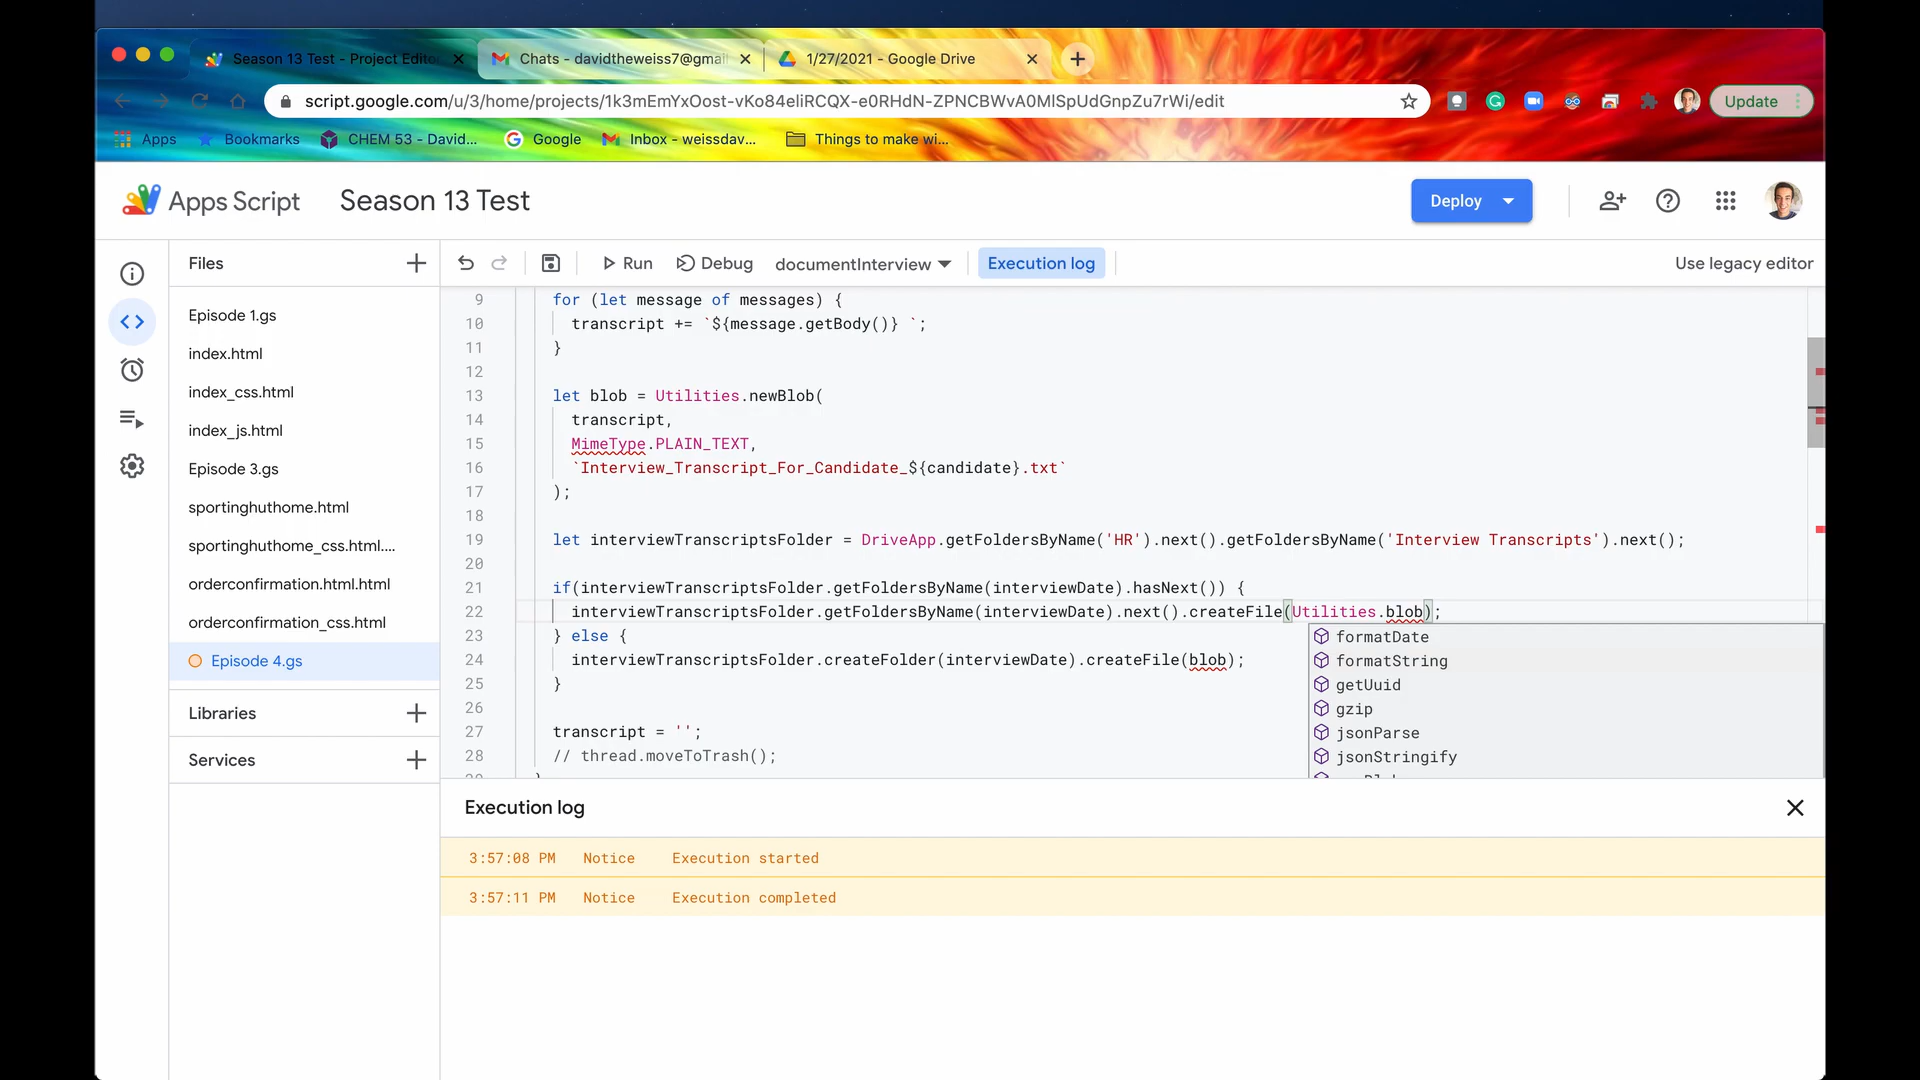 Season 13 Test - Project Edito
Chats - davidtheweiss7@gmai
1/27/2021 - Google Drive
script.google.com/u/3/home/projects/1k3mEmYxOost-vKo84eliRCQX-e0RHdN-ZPNCBWvA0MlSpUdGnpZu7rWi/edit
Update
Apps
Bookmarks
CHEM 53 - David...
Google
Inbox - weissdav...
Things to make wi...
Apps Script
Season 13 Test
Deploy
Files
Run
Debug
documentInterview
Execution log
Use legacy editor
Episode 1.gs
index.html
index_css.html
index_js.html
Episode 3.gs
sportinghuthome.html
sportinghuthome_css.html....
orderconfirmation.html.html
orderconfirmation_css.html
Episode 4.gs
Libraries
Services
9 for (let message of messages) {
10 transcript += `${message.getBody()} `;
11 }
12
13 let blob = Utilities.newBlob(
14 transcript,
15 MimeType.PLAIN_TEXT,
16 `Interview_Transcript_For_Candidate_${candidate}.txt`
17 );
18
19 let interviewTranscriptsFolder = DriveApp.getFoldersByName('HR').next().getFoldersByName('Interview Transcripts').next();
20
21 if(interviewTranscriptsFolder.getFoldersByName(interviewDate).hasNext()) {
22 interviewTranscriptsFolder.getFoldersByName(interviewDate).next().createFile(Utilities.blob);
23 } else {
24 interviewTranscriptsFolder.createFolder(interviewDate).createFile(blob);
25 }
26
27 transcript = '';
28 // thread.moveToTrash();
formatDate
formatString
getUuid
gzip
jsonParse
jsonStringify
Execution log
3:57:08 PM Notice Execution started
3:57:11 PM Notice Execution completed